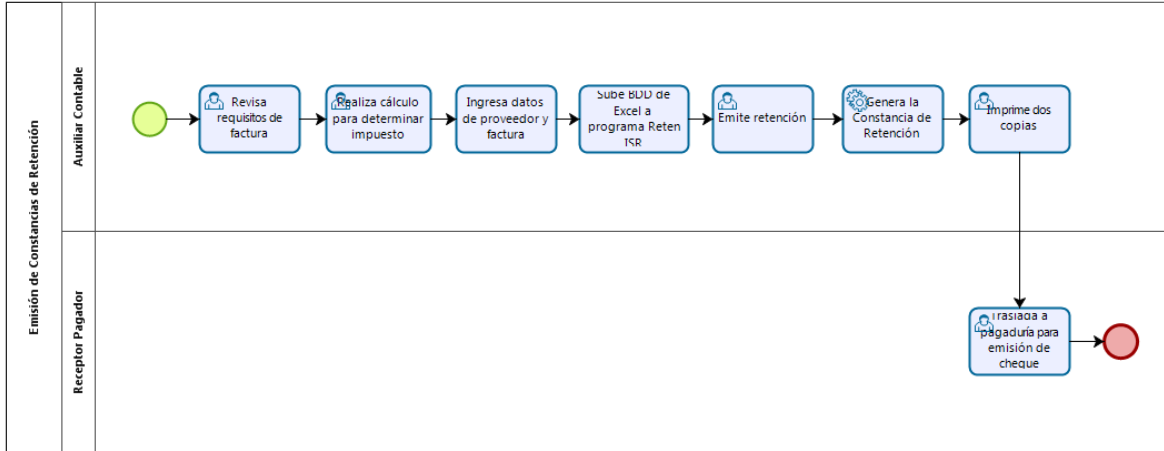 Emisión de Constancias de Retención
Auxiliar Contable
Revisa
requisitos de
factura
Realiza cálculo
para determinar
impuesto
Ingresa datos
de proveedor y
factura
Sube BDD de
Excel a
programa Reten
ISR
Emite retención
Genera la
Constancia de
Retención
Imprime dos
copias
Receptor Pagador
Traslada a
pagaduría para
emisión de
cheque